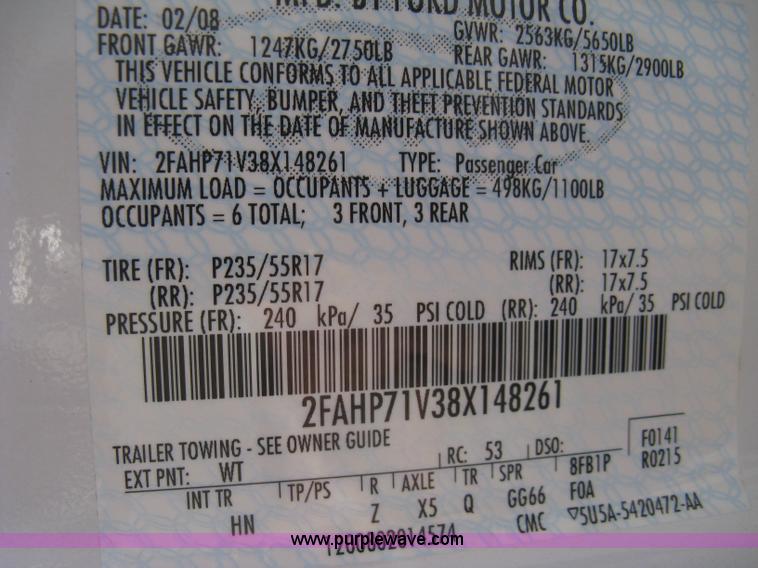 MFD. BY FORD MOTOR CO.
DATE: 02/08 GVWR: 2563KG/5650LB
FRONT GAWR: 1247KG/2750LB REAR GAWR: 1315KG/2900LB
THIS VEHICLE CONFORMS TO ALL APPLICABLE FEDERAL MOTOR
VEHICLE SAFETY, BUMPER, AND THEFT PREVENTION STANDARDS
IN EFFECT ON THE DATE OF MANUFACTURE SHOWN ABOVE.
VIN: 2FAHP71V38X148261 TYPE: Passenger Car
MAXIMUM LOAD = OCCUPANTS + LUGGAGE = 498KG/1100LB
OCCUPANTS = 6 TOTAL; 3 FRONT, 3 REAR
TIRE (FR): P235/55R17 RIMS (FR): 17x7.5
(RR): P235/55R17 (RR): 17x7.5
PRESSURE (FR): 240 kPa/ 35 PSI COLD (RR): 240 kPa/ 35 PSI COLD
2FAHP71V38X148261
TRAILER TOWING - SEE OWNER GUIDE
EXT PNT: WT RC: 53 DSO: F0141
INT TR TP/PS R AXLE TR SPR 8FB1P R0215
HN Z X5 Q GG66 F0A
CMC ▽5U5A-5420472-AA
1200802014574
www.purplewave.com